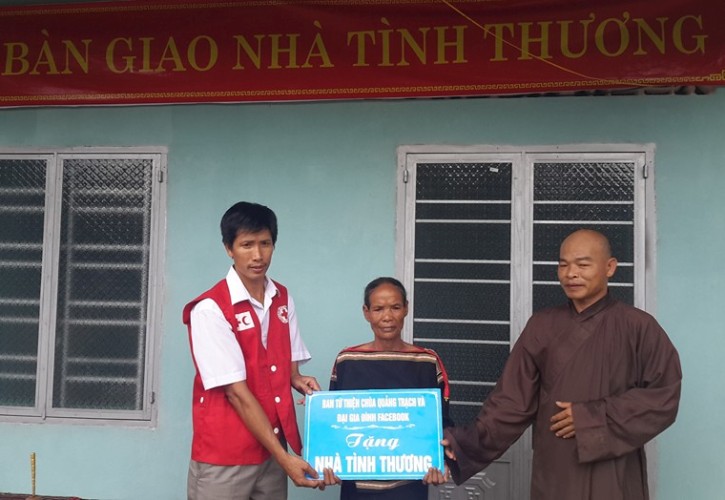 BÀN GIAO NHÀ TÌNH THƯƠNG
BAN TỪ THIỆN CHÙA QUẢNG TRẠCH VÀ
ĐẠI GIA ĐÌNH FACEBOOK
Tặng
NHÀ TÌNH THƯƠNG